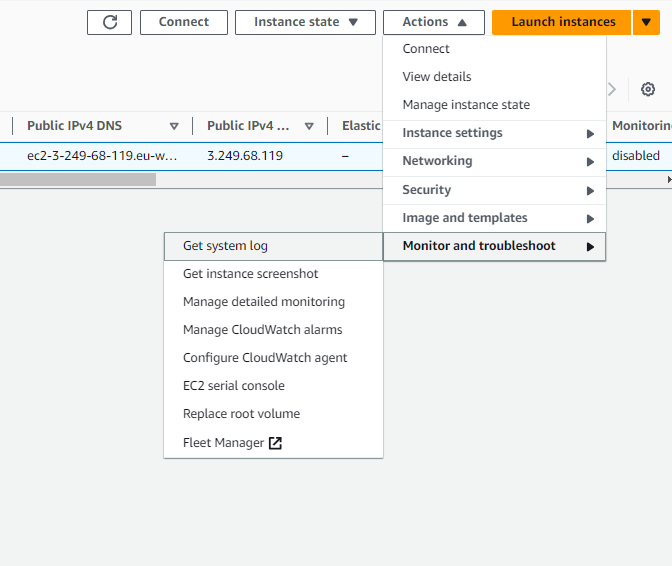 Connect
Instance state
Actions
Launch instances
Connect
View details
Manage instance state
Public IPv4 DNS
Public IPv4 ...
Elastic
Instance settings
Monitoring
ec2-3-249-68-119.eu-w...
3.249.68.119
–
Networking
disabled
Security
Image and templates
Monitor and troubleshoot
Get system log
Get instance screenshot
Manage detailed monitoring
Manage CloudWatch alarms
Configure CloudWatch agent
EC2 serial console
Replace root volume
Fleet Manager